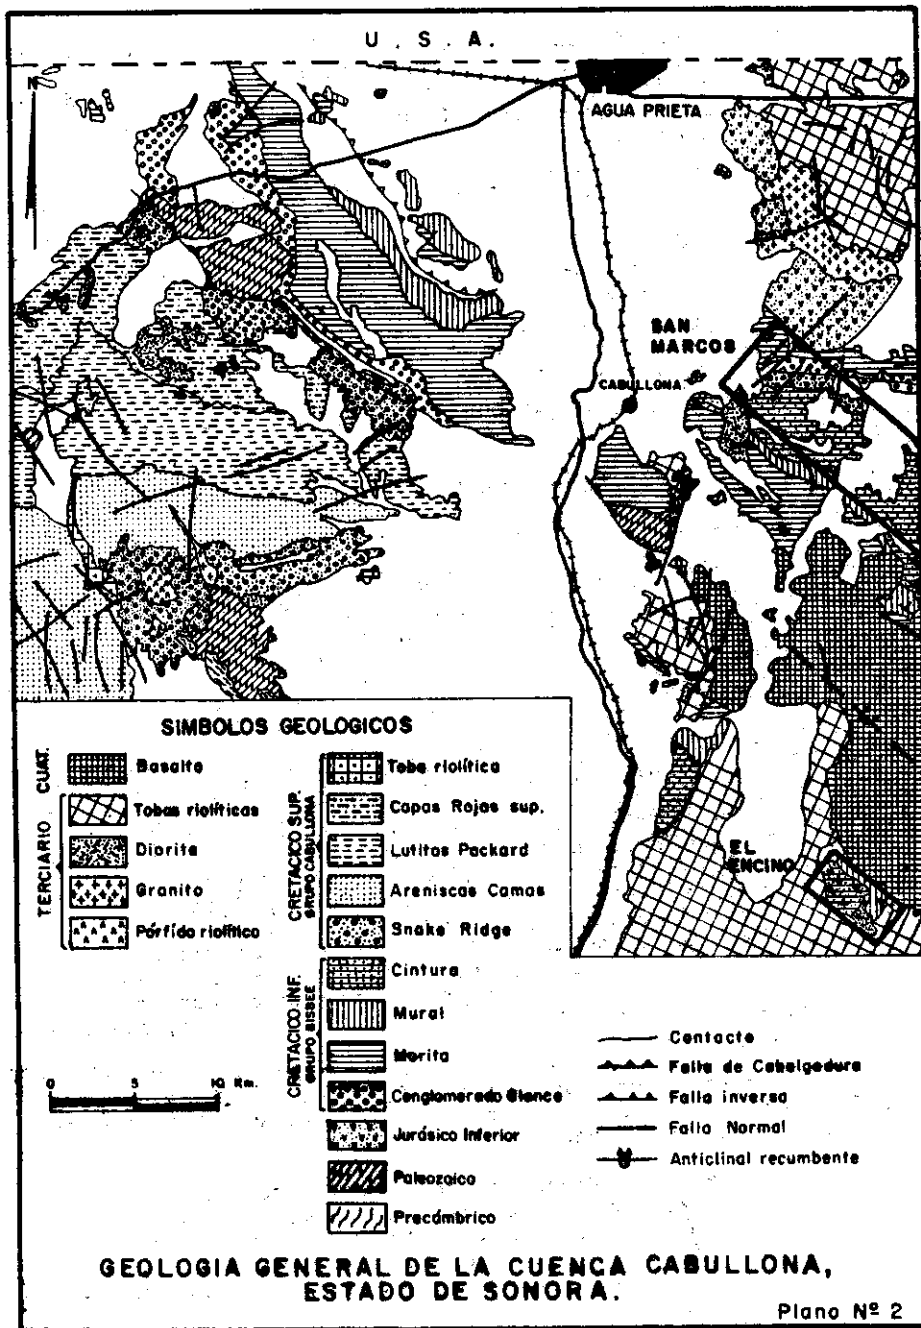 U. S. A.
N
AGUA PRIETA
SAN
MARCOS
CABULLONA
EL
ENCINO
SIMBOLOS GEOLOGICOS
CUAT.
Basalto
TERCIARIO
Tobas riolíticas
Diorita
Granito
Pórfido riolítico
CRETACICO SUP.
GRUPO CABULLONA
Toba riolítica
Capas Rojas sup.
Lutitas Packard
Areniscas Camas
Snake Ridge
CRETACICO INF.
GRUPO BISBEE
Cintura
Mural
Morita
Conglomerado Glance
Jurásico Inferior
Paleozoico
Precámbrico
0 5 10 Km.
Contacto
Falla de Cabalgadura
Falla inversa
Falla Normal
Anticlinal recumbente
GEOLOGIA GENERAL DE LA CUENCA CABULLONA,
ESTADO DE SONORA.
Plano Nº 2